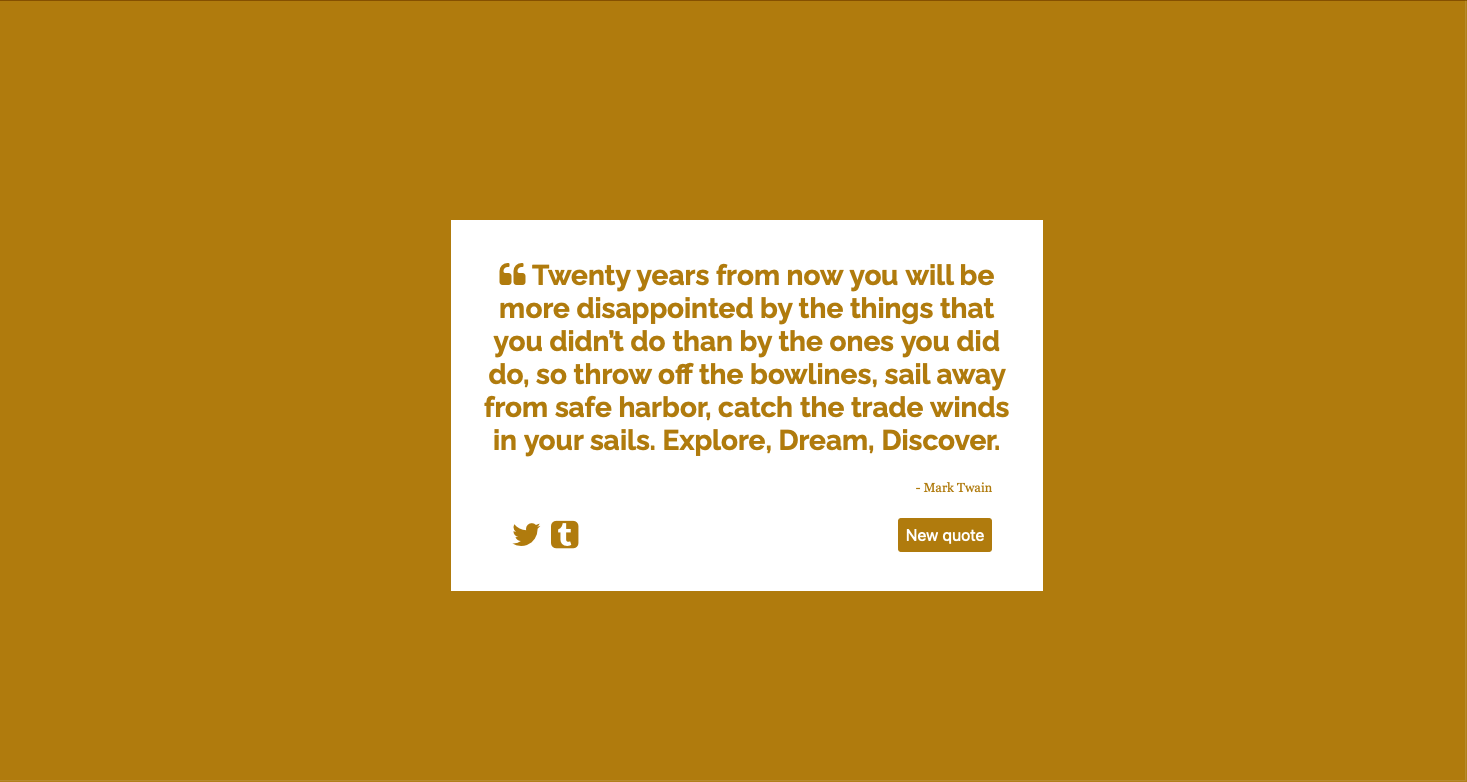 “ Twenty years from now you will be
more disappointed by the things that
you didn’t do than by the ones you did
do, so throw off the bowlines, sail away
from safe harbor, catch the trade winds
in your sails. Explore, Dream, Discover.
- Mark Twain
New quote